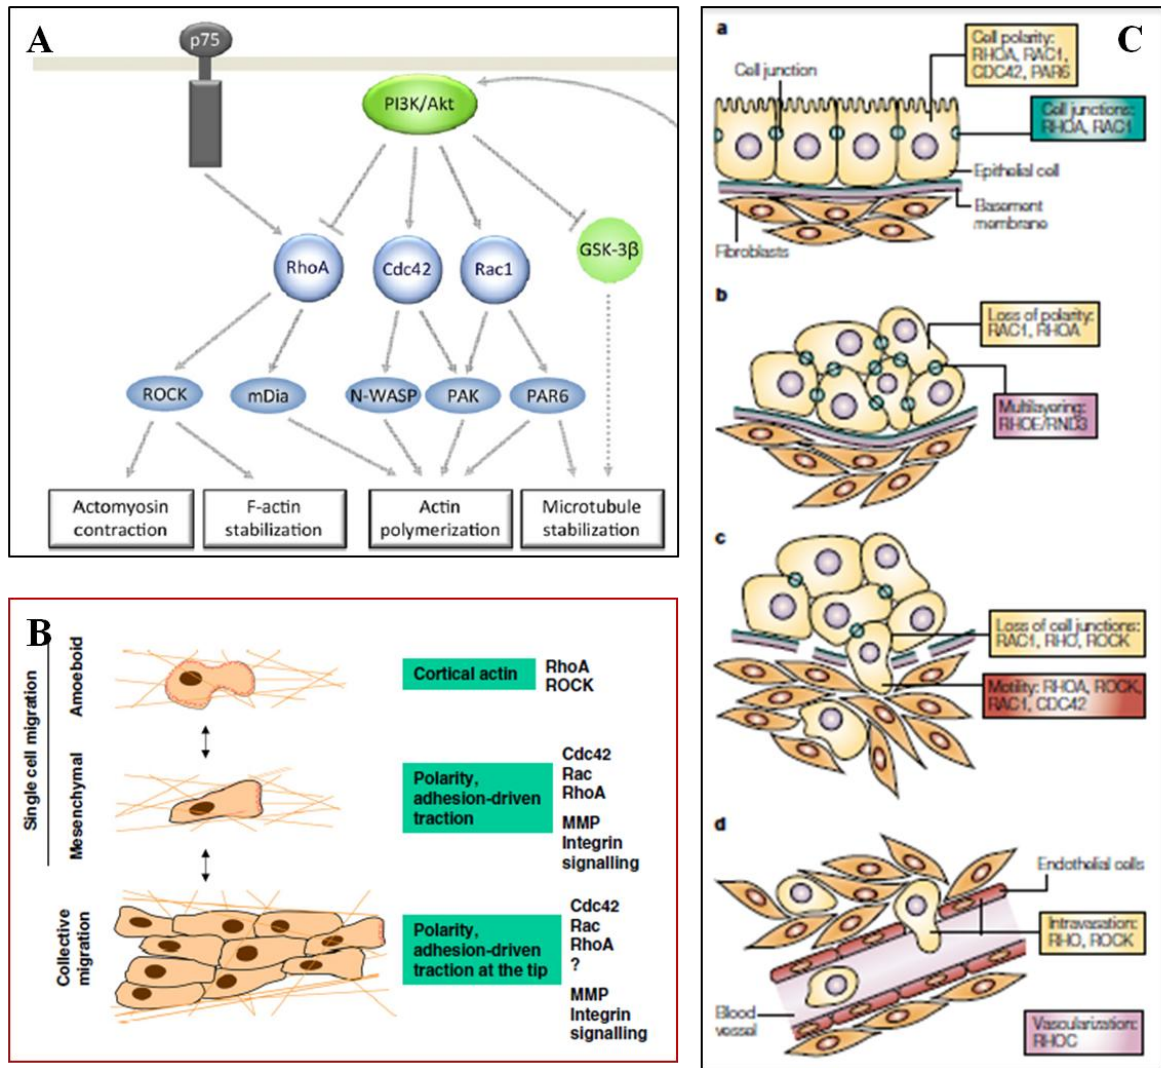 A
p75
PI3K/Akt
RhoA
Cdc42
Rac1
GSK-3β
ROCK
mDia
N-WASP
PAK
PAR6
Actomyosin
contraction
F-actin
stabilization
Actin
polymerization
Microtubule
stabilization
B
Single cell migration
Amoeboid
Cortical actin
RhoA
ROCK
Mesenchymal
Polarity,
adhesion-driven
traction
Cdc42
Rac
RhoA
MMP
Integrin
signalling
Collective
migration
Polarity,
adhesion-driven
traction at the tip
Cdc42
Rac
RhoA
?
MMP
Integrin
signalling
C
a
Cell junction
Cell polarity:
RHOA, RAC1,
CDC42, PAR6
Cell junctions:
RHOA, RAC1
Epithelial cell
Basement
membrane
Fibroblasts
b
Loss of polarity:
RAC1, RHOA
Multilayering:
RHOE/RND3
c
Loss of cell junctions:
RAC1, RHO, ROCK
Motility: RHOA, ROCK,
RAC1, CDC42
d
Endothelial cells
Intravasation:
RHO, ROCK
Blood
vessel
Vascularization:
RHOC